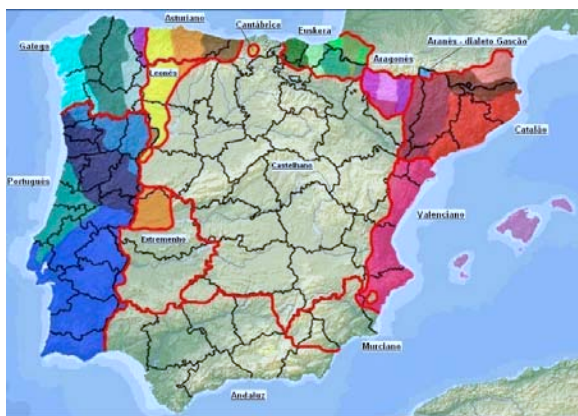 Asturiano
Cantábrico
Euskera
Aranês - dialeto Gascão
Galego
Aragonês
Leonês
Catalão
Castelhano
Português
Valenciano
Extremenho
Murciano
Andaluz